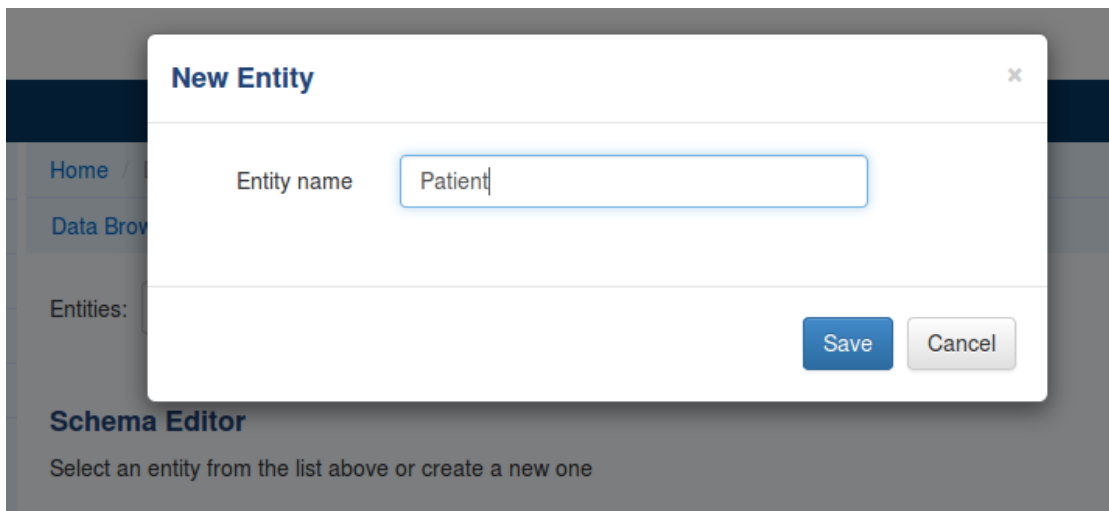 New Entity ×
Home /
Entity name Patient
Data Brow
Entities:
Save Cancel
Schema Editor
Select an entity from the list above or create a new one